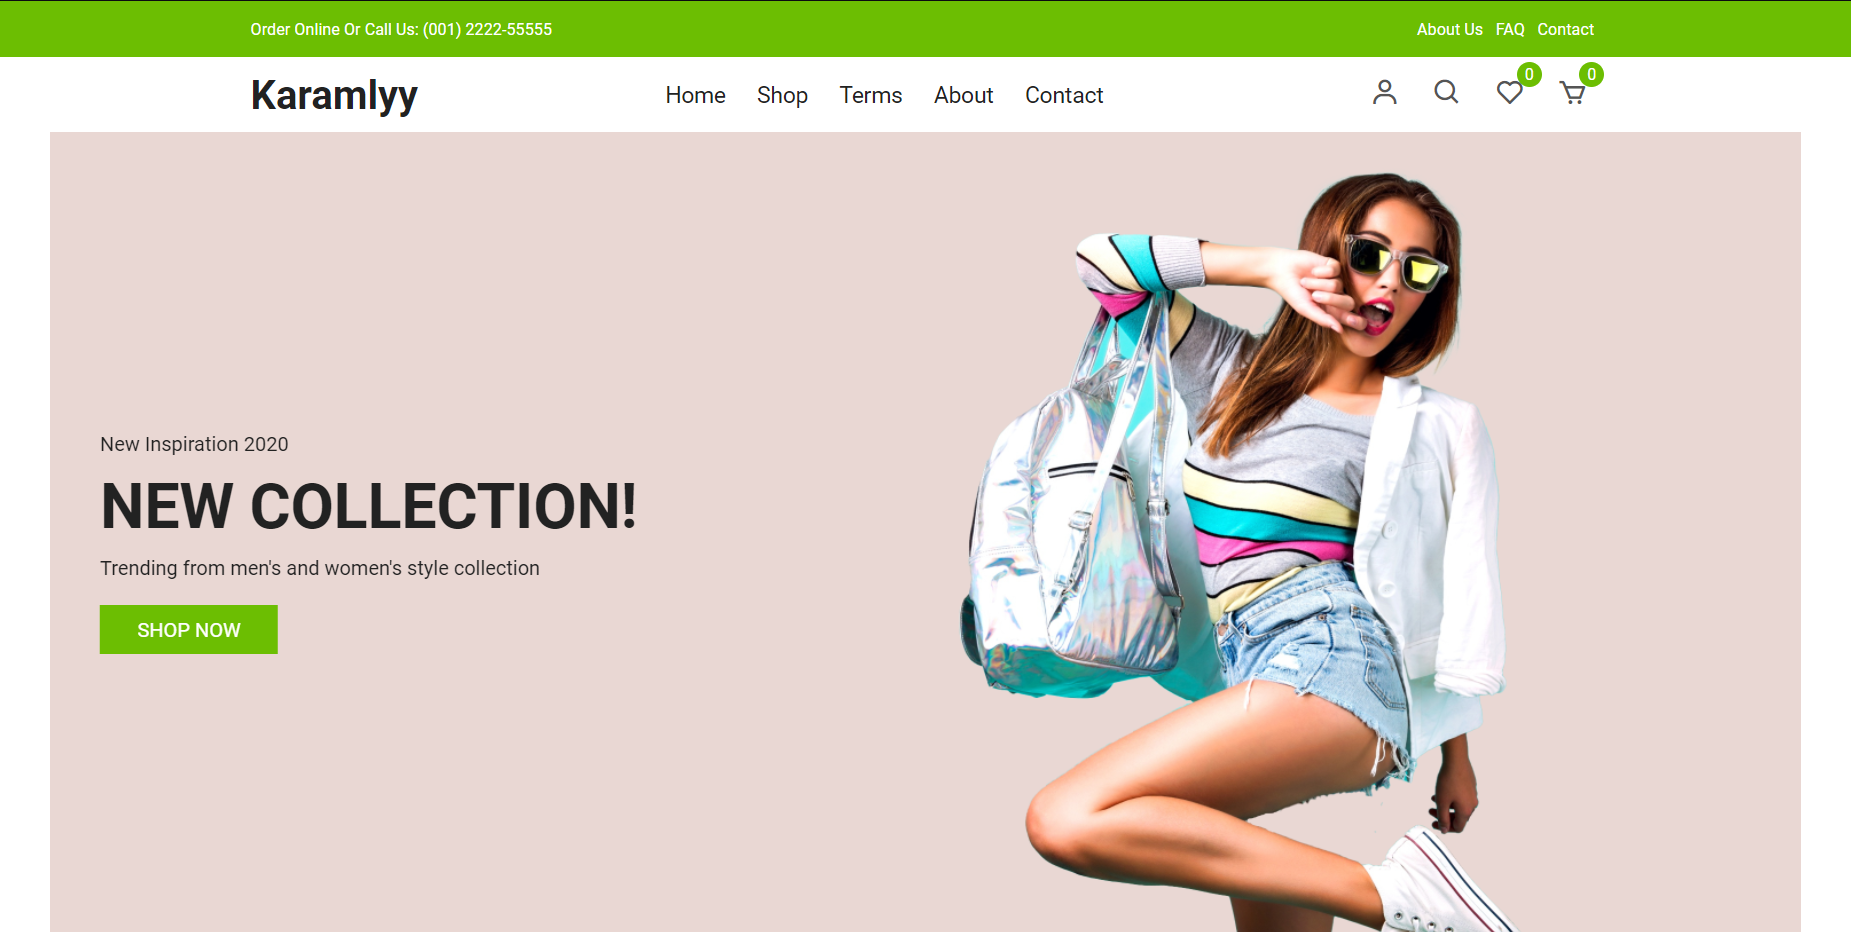 Order Online Or Call Us: (001) 2222-55555
About Us FAQ Contact
Karamlyy
Home Shop Terms About Contact
0 0
New Inspiration 2020
NEW COLLECTION!
Trending from men's and women's style collection
SHOP NOW